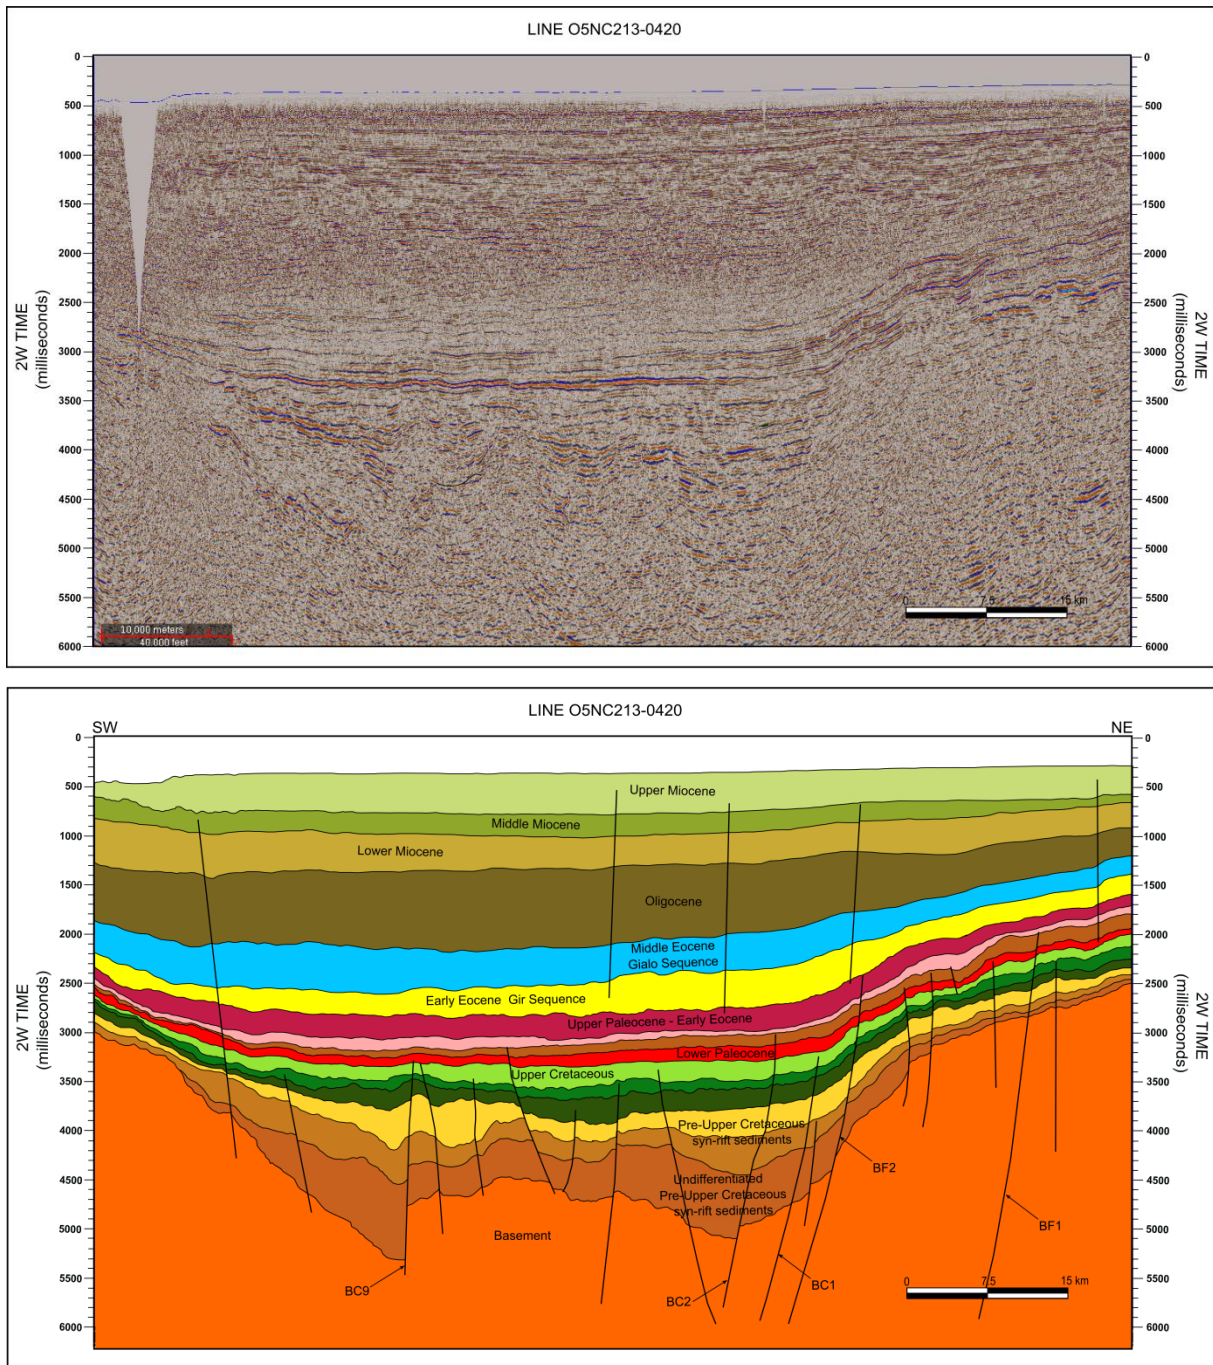 LINE O5NC213-0420
0
500
1000
1500
2000
2500
3000
3500
4000
4500
5000
5500
6000
2W TIME
(milliseconds)
0
500
1000
1500
2000
2500
3000
3500
4000
4500
5000
5500
6000
2W TIME
(milliseconds)
0 7.5 15 km
10,000 meters
40,000 feet
LINE O5NC213-0420
SW NE
0
500
1000
1500
2000
2500
3000
3500
4000
4500
5000
5500
6000
2W TIME
(milliseconds)
0
500
1000
1500
2000
2500
3000
3500
4000
4500
5000
5500
6000
2W TIME
(milliseconds)
Upper Miocene
Middle Miocene
Lower Miocene
Oligocene
Middle Eocene
Gialo Sequence
Early Eocene Gir Sequence
Upper Paleocene - Early Eocene
Lower Paleocene
Upper Cretaceous
Pre-Upper Cretaceous
syn-rift sediments
Undifferentiated
Pre-Upper Cretaceous
syn-rift sediments
Basement
BF2
BF1
BC1
BC2
BC9
0 7.5 15 km